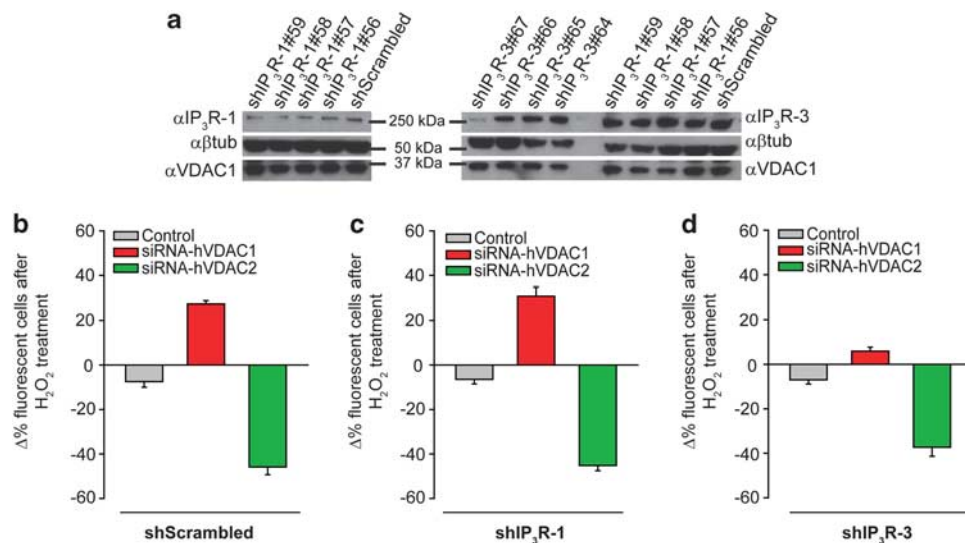 a
shIP₃R-1#59
shIP₃R-1#58
shIP₃R-1#57
shIP₃R-1#56
shScrambled
shIP₃R-3#67
shIP₃R-3#66
shIP₃R-3#65
shIP₃R-3#64
shIP₃R-1#59
shIP₃R-1#58
shIP₃R-1#57
shIP₃R-1#56
shScrambled
αIP₃R-1 250 kDa αIP₃R-3
αβtub 50 kDa αβtub
αVDAC1 37 kDa αVDAC1
b
Δ% fluorescent cells after
H₂O₂ treatment
60
40
20
0
-20
-40
-60
Control
siRNA-hVDAC1
siRNA-hVDAC2
shScrambled
c
Δ% fluorescent cells after
H₂O₂ treatment
60
40
20
0
-20
-40
-60
Control
siRNA-hVDAC1
siRNA-hVDAC2
shIP₃R-1
d
Δ% fluorescent cells after
H₂O₂ treatment
60
40
20
0
-20
-40
-60
Control
siRNA-hVDAC1
siRNA-hVDAC2
shIP₃R-3